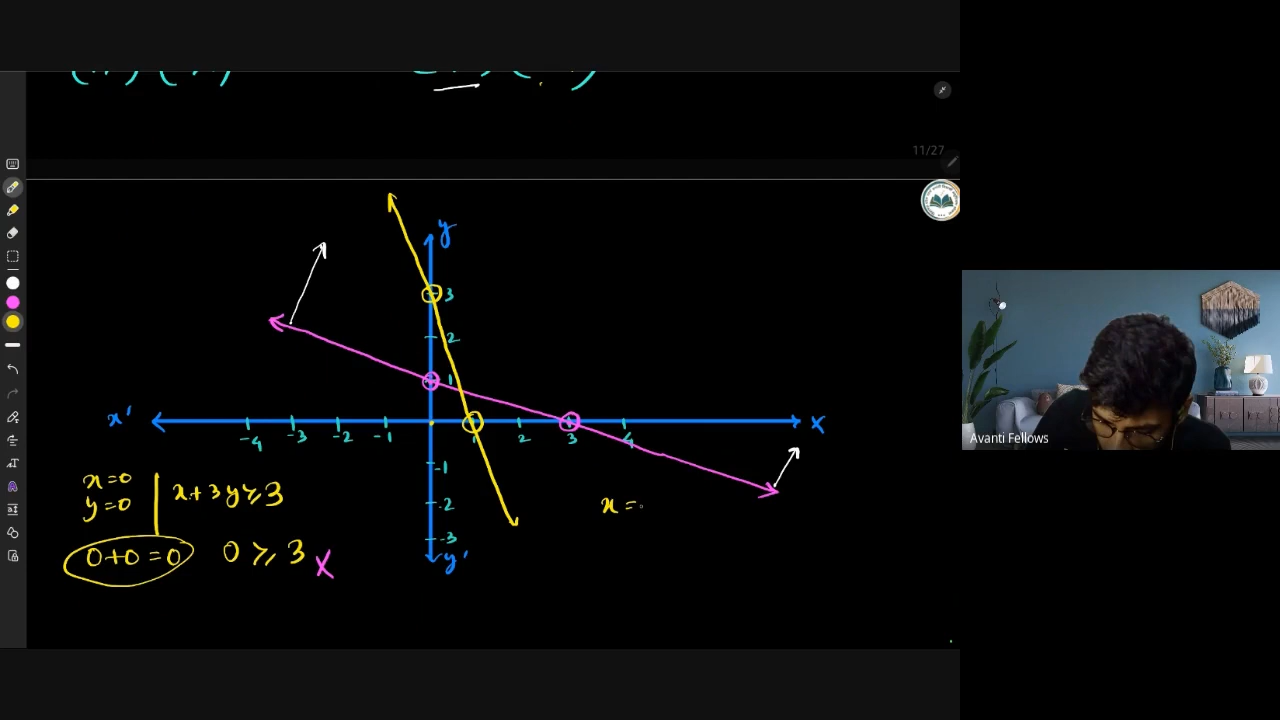 11/27
y
3
2
1
x' -4 -3 -2 -1 1 2 3 4 x
-1
-2
-3
y'
x=0
y=0
x+3y≥3
0+0=0 0≥3 X
x=
Avanti Fellows